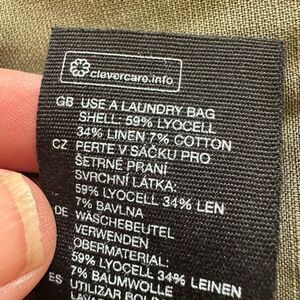 clevercare.info
GB USE A LAUNDRY BAG
SHELL: 59% LYOCELL
34% LINEN 7% COTTON
CZ PERTE V SÁČKU PRO
ŠETRNÉ PRANÍ
SVRCHNÍ LÁTKA:
59% LYOCELL 34% LEN
7% BAVLNA
DE WÄSCHEBEUTEL
VERWENDEN
OBERMATERIAL:
59% LYOCELL 34% LEINEN
7% BAUMWOLLE
ES UTILIZAR